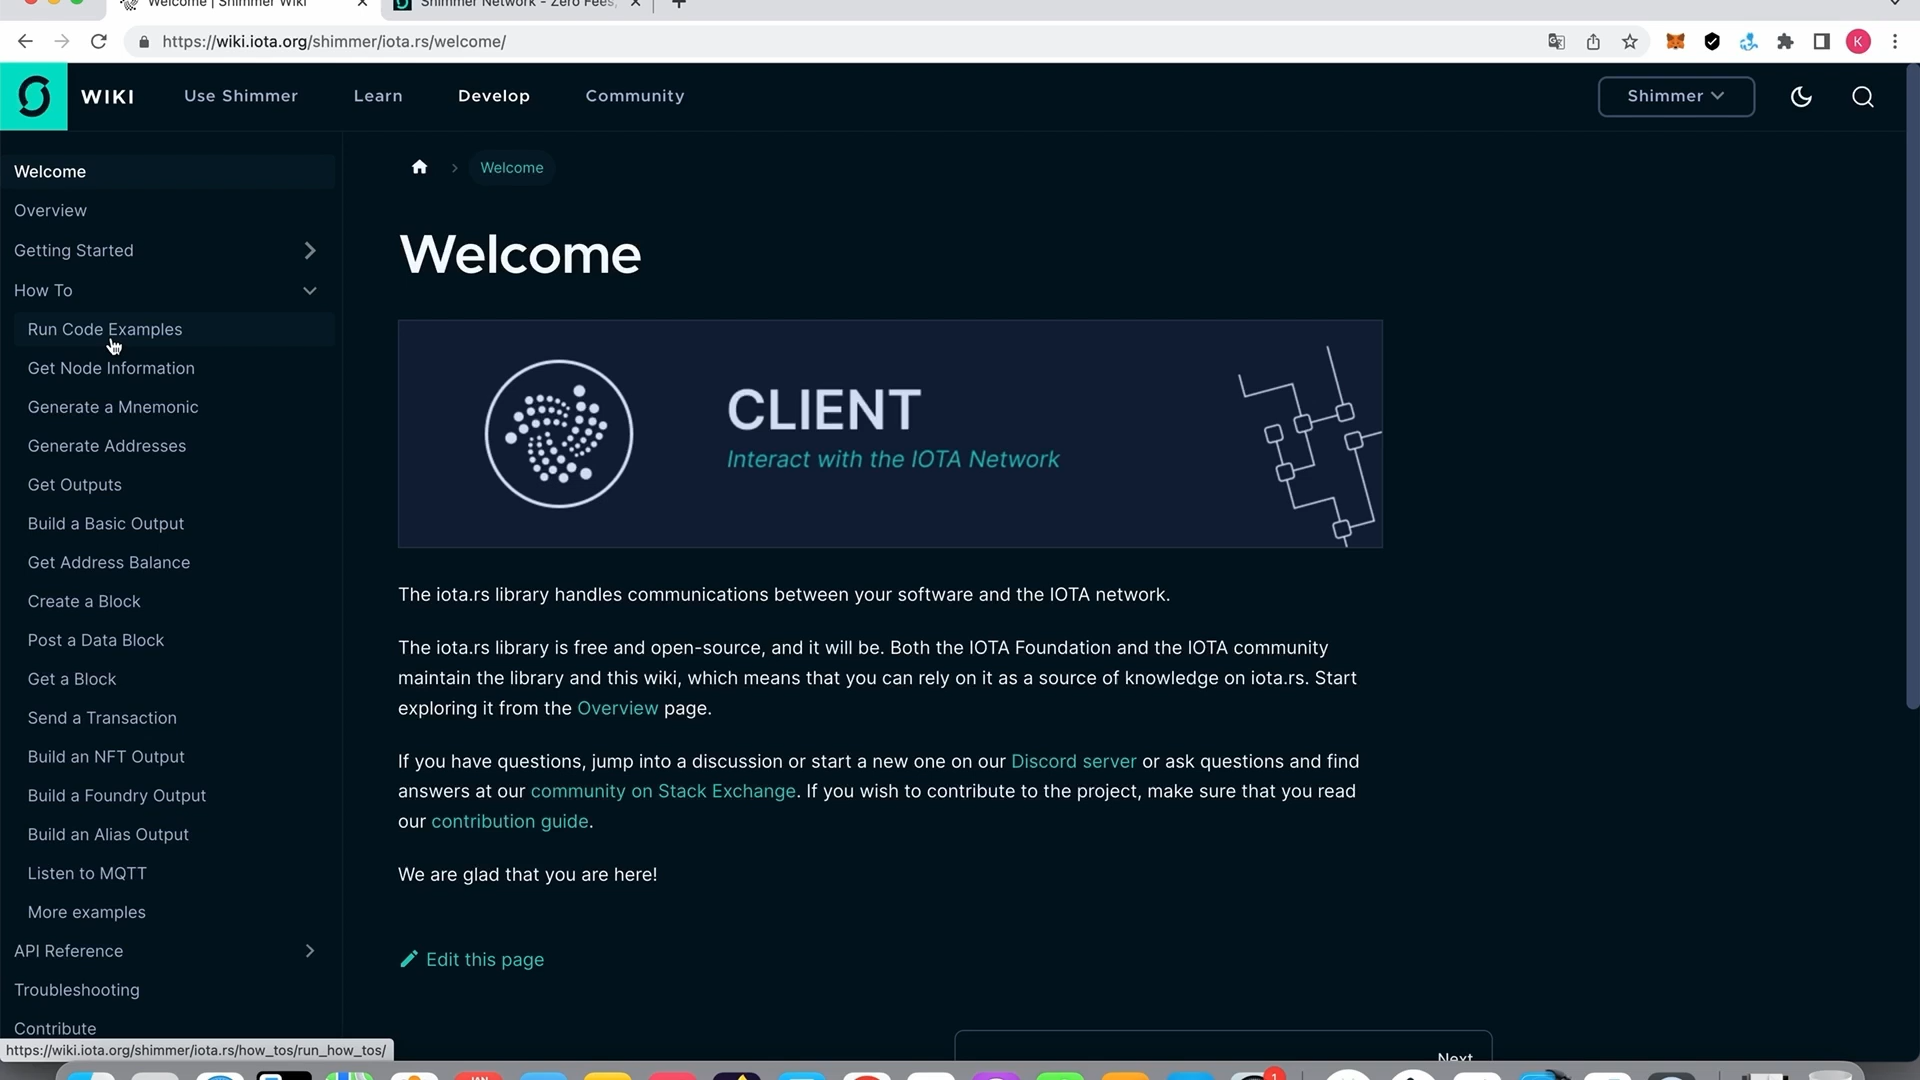 Welcome | Shimmer Wiki
Shimmer Network - Zero Fees,
https://wiki.iota.org/shimmer/iota.rs/welcome/
K
WIKI
Use Shimmer
Learn
Develop
Community
Shimmer
Welcome
Overview
Getting Started
How To
Run Code Examples
Get Node Information
Generate a Mnemonic
Generate Addresses
Get Outputs
Build a Basic Output
Get Address Balance
Create a Block
Post a Data Block
Get a Block
Send a Transaction
Build an NFT Output
Build a Foundry Output
Build an Alias Output
Listen to MQTT
More examples
API Reference
Troubleshooting
Contribute
https://wiki.iota.org/shimmer/iota.rs/how_tos/run_how_tos/
Welcome
Welcome
CLIENT
Interact with the IOTA Network
The iota.rs library handles communications between your software and the IOTA network.
The iota.rs library is free and open-source, and it will be. Both the IOTA Foundation and the IOTA community
maintain the library and this wiki, which means that you can rely on it as a source of knowledge on iota.rs. Start
exploring it from the Overview page.
If you have questions, jump into a discussion or start a new one on our Discord server or ask questions and find
answers at our community on Stack Exchange. If you wish to contribute to the project, make sure that you read
our contribution guide.
We are glad that you are here!
Edit this page
Next
JAN
1